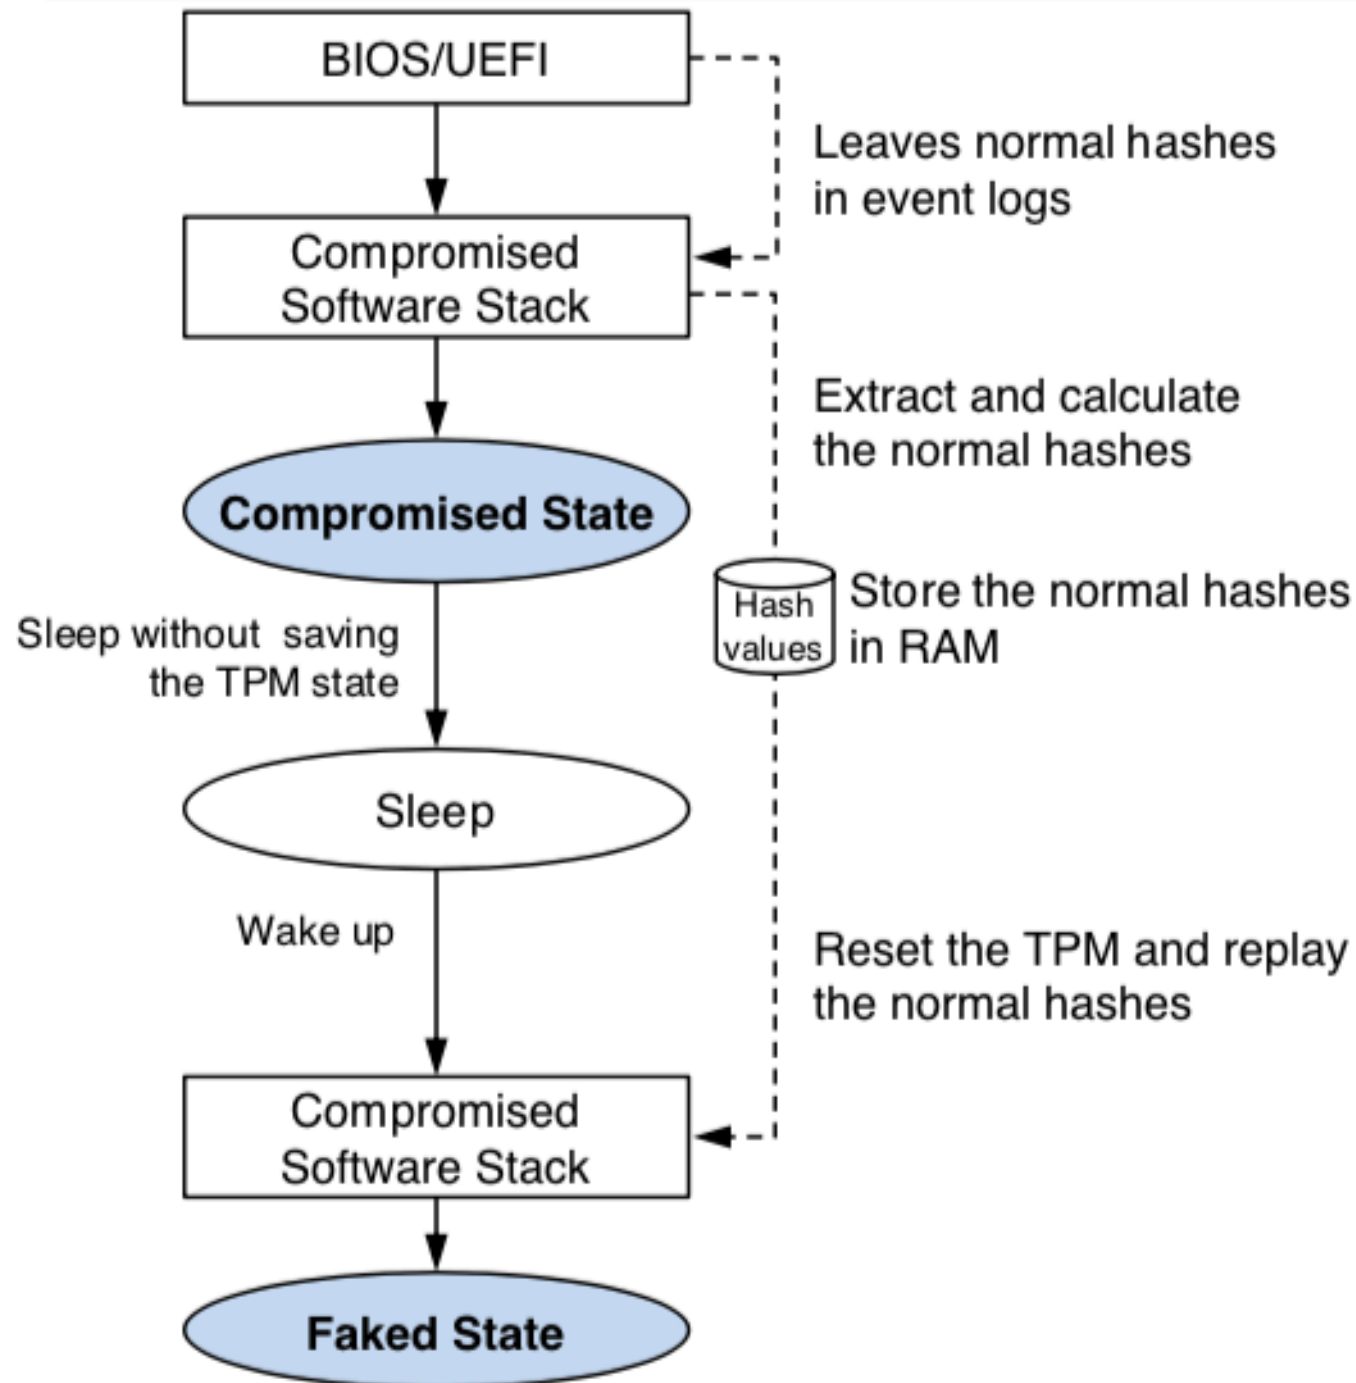 BIOS/UEFI
Leaves normal hashes
in event logs
Compromised
Software Stack
Extract and calculate
the normal hashes
Compromised State
Hash
values
Store the normal hashes
in RAM
Sleep without saving
the TPM state
Sleep
Wake up
Reset the TPM and replay
the normal hashes
Compromised
Software Stack
Faked State